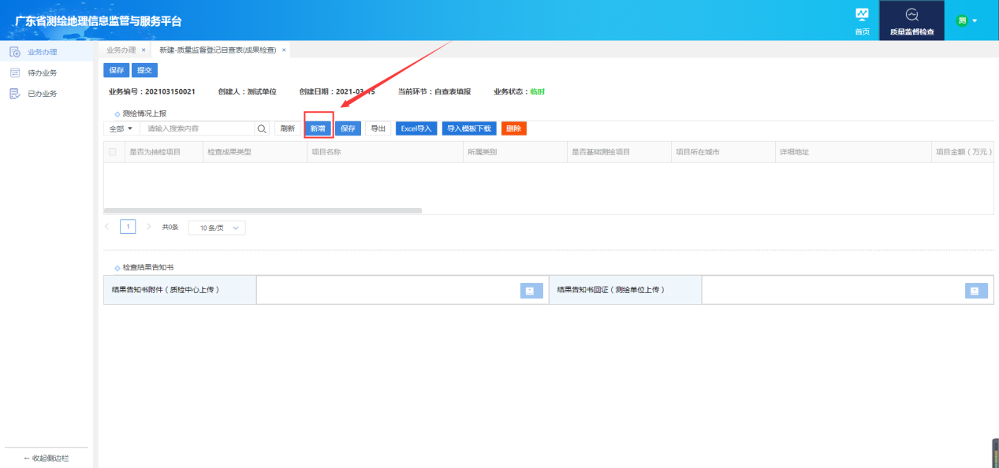 广东省测绘地理信息监管与服务平台
首页
质量监督检查
测
业务办理
待办业务
已办业务
业务办理 × 新建-质量监督登记自查表(成果检查) ×
保存 提交
业务编号：202103150021 创建人：测试单位 创建日期：2021-03-15 当前环节：自查表填报 业务状态：临时
测绘情况上报
全部 请输入搜索内容 刷新 新增 保存 导出 Excel导入 导入模板下载 删除
是否为抽检项目 检查成果类型 项目名称 所属类别 是否基础测绘项目 项目所在城市 详细地址 项目金额（万元）
1 共0条 10 条/页
检查结果告知书
结果告知书附件（质检中心上传） 结果告知书回证（测绘单位上传）
收起侧边栏